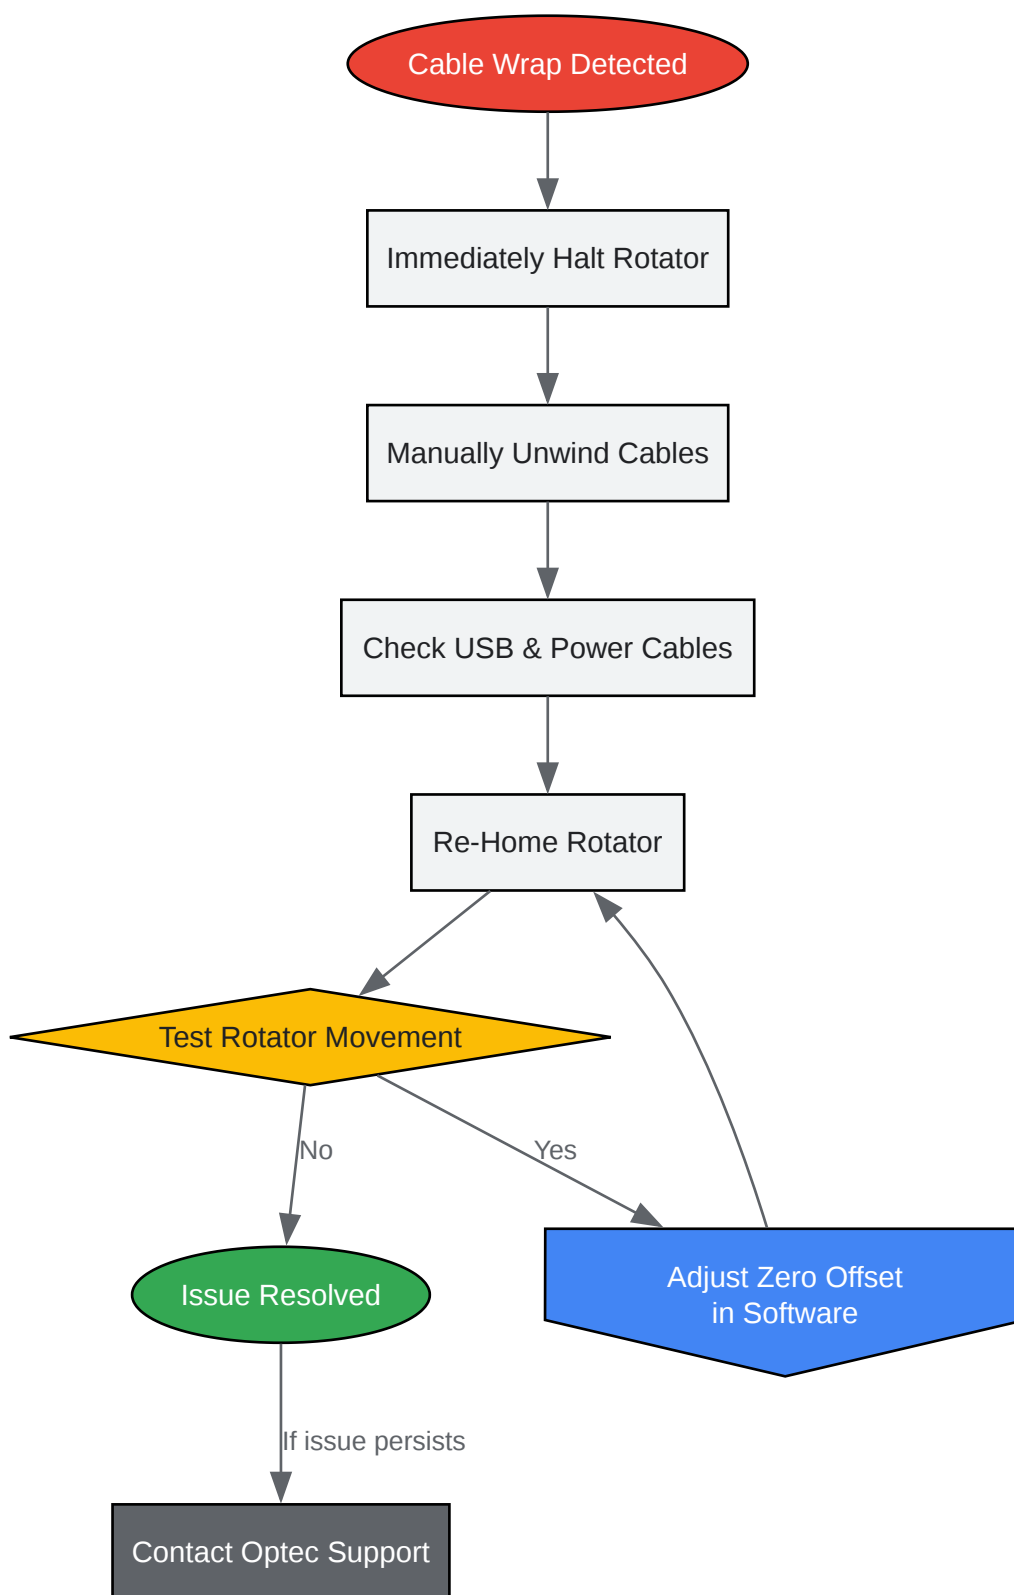 Cable Wrap Detected
Immediately Halt Rotator
Manually Unwind Cables
Check USB & Power Cables
Re-Home Rotator
Test Rotator Movement
No
Yes
Issue Resolved
Adjust Zero Offset
in Software
If issue persists
Contact Optec Support